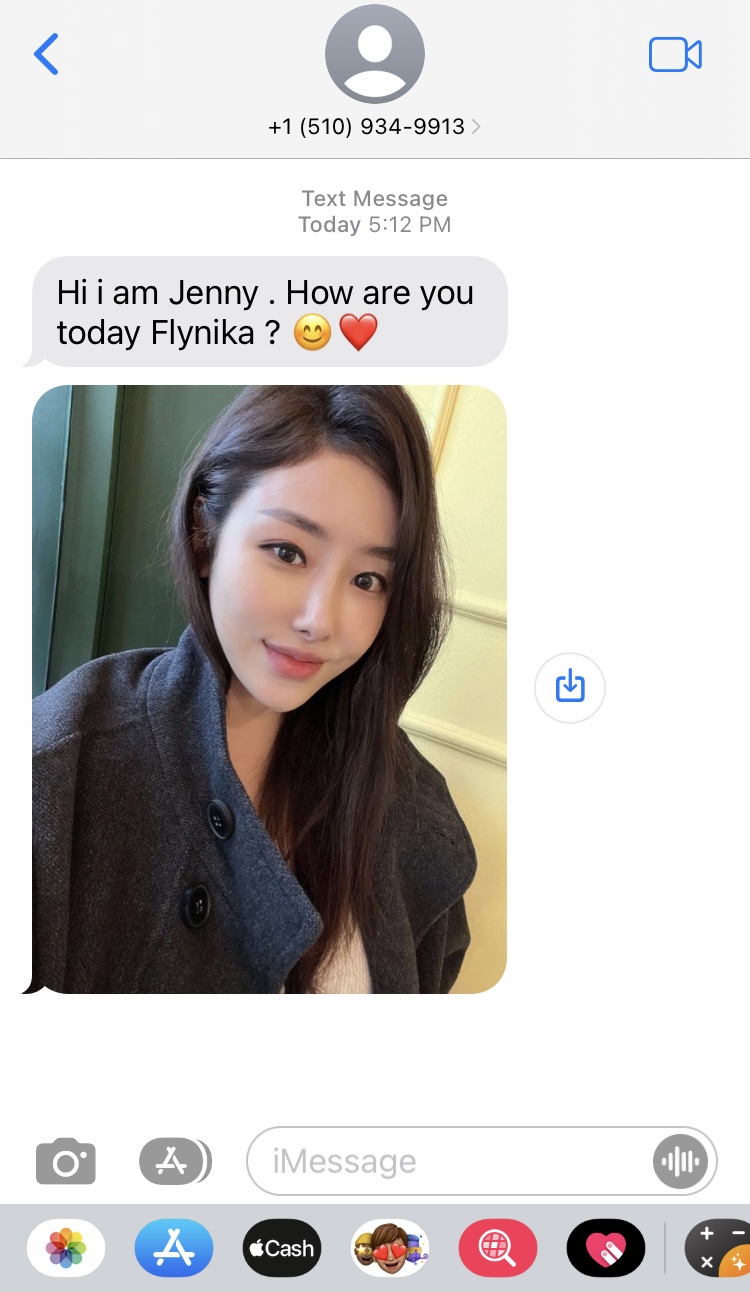 +1 (510) 934-9913
Text Message
Today 5:12 PM
Hi i am Jenny . How are you
today Flynika ? 😊❤️
iMessage
Cash